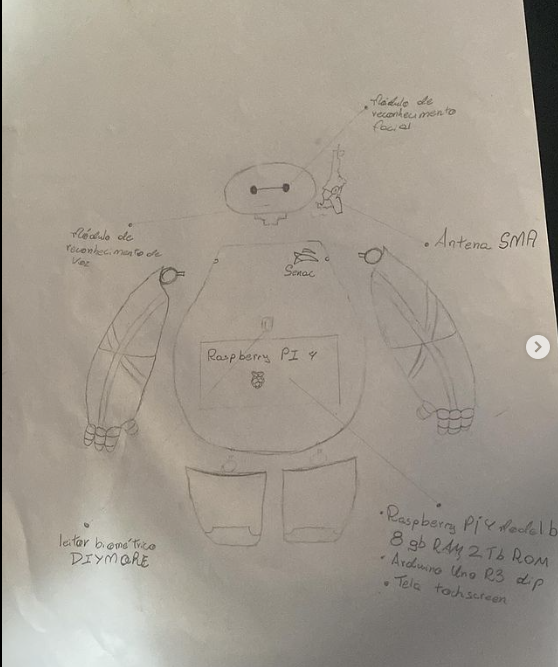 Módulo de
reconhecimento
facial
Módulo de
reconhecimento de
Voz
Antena SMA
Senac
Raspberry PI 4
• Raspberry Pi 4 Model b
8 gb RAM 2 Tb ROM
• Arduino Uno R3 dip
• Tela tochscreen
leitor biométrico
DIYMORE